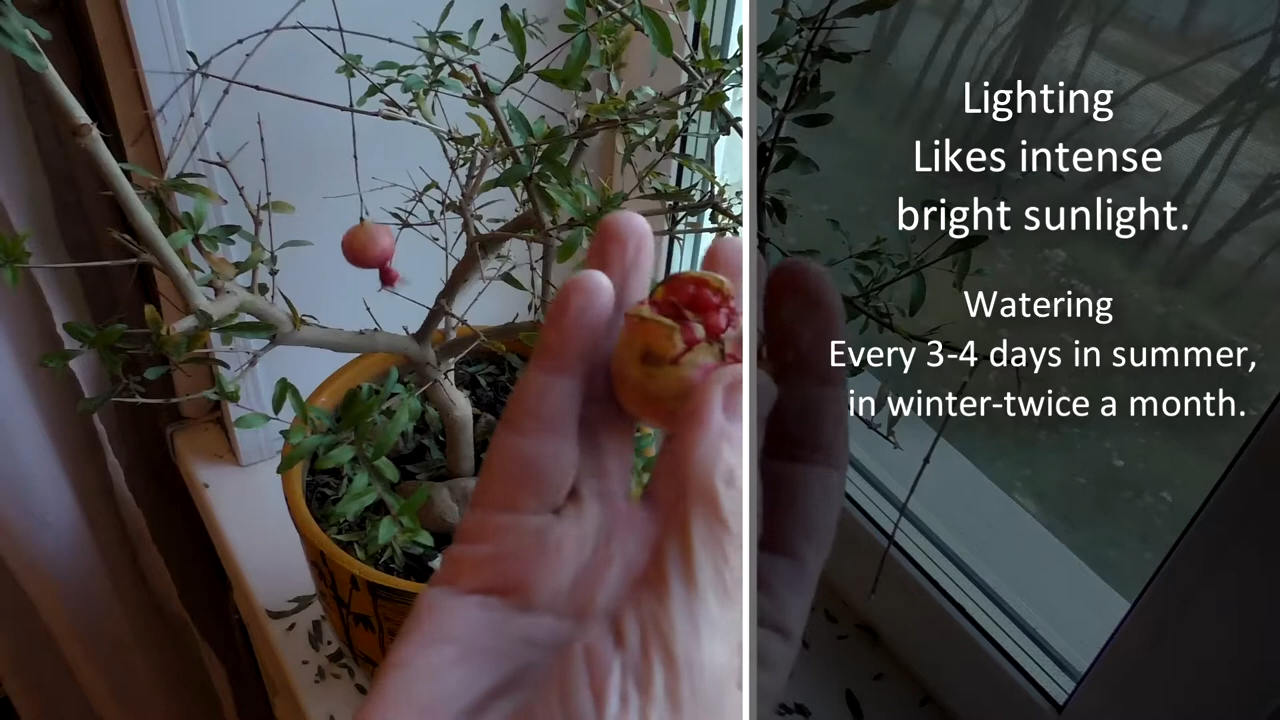 Lighting
Likes intense
bright sunlight.
Watering
Every 3-4 days in summer,
in winter-twice a month.